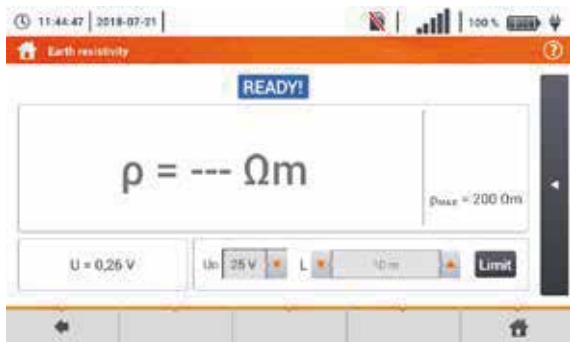 11:44:47 2018-07-21 100 %
Earth resistivity
READY!
ρ = --- Ωm
ρmax = 200 Ωm
U = 0,26 V
Un 25 V L 10 m Limit